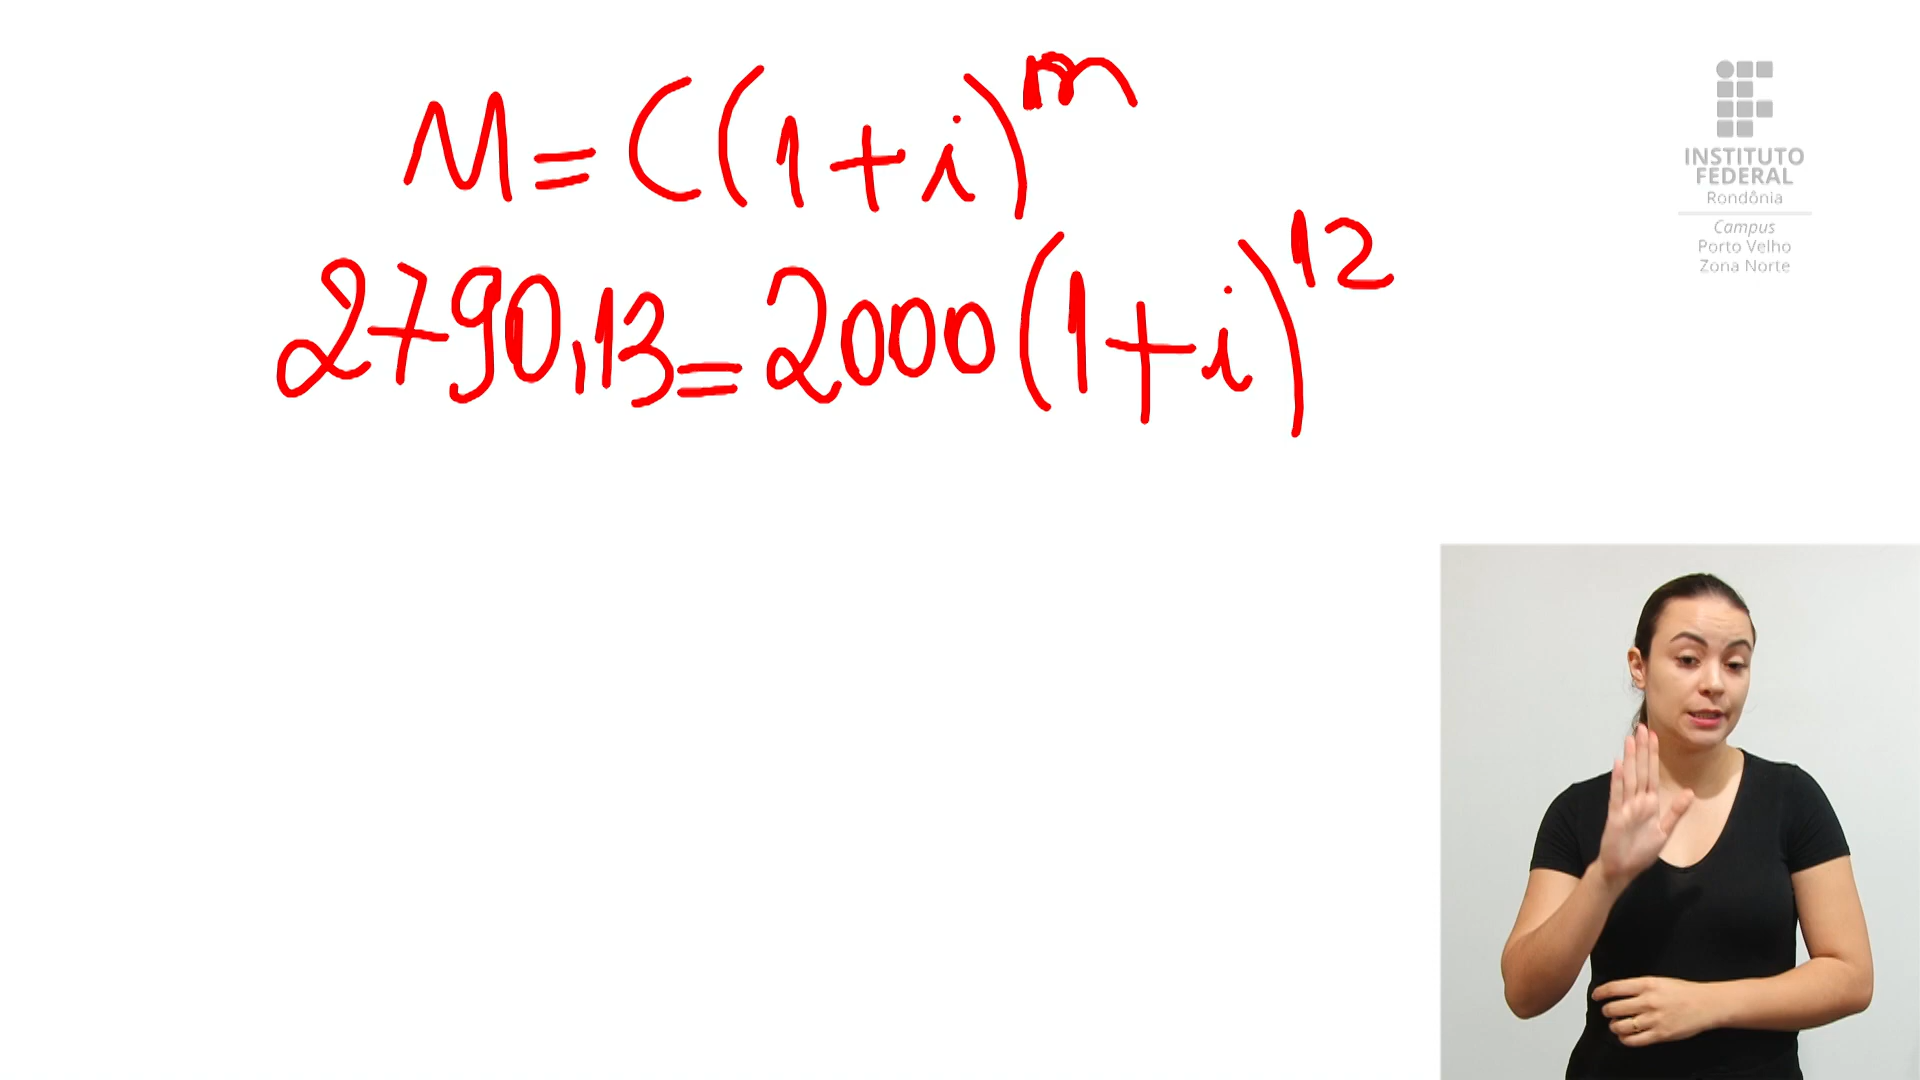 M = C(1+i)^n
2790,13 = 2000(1+i)^12
INSTITUTO
FEDERAL
Rondônia
Campus
Porto Velho
Zona Norte